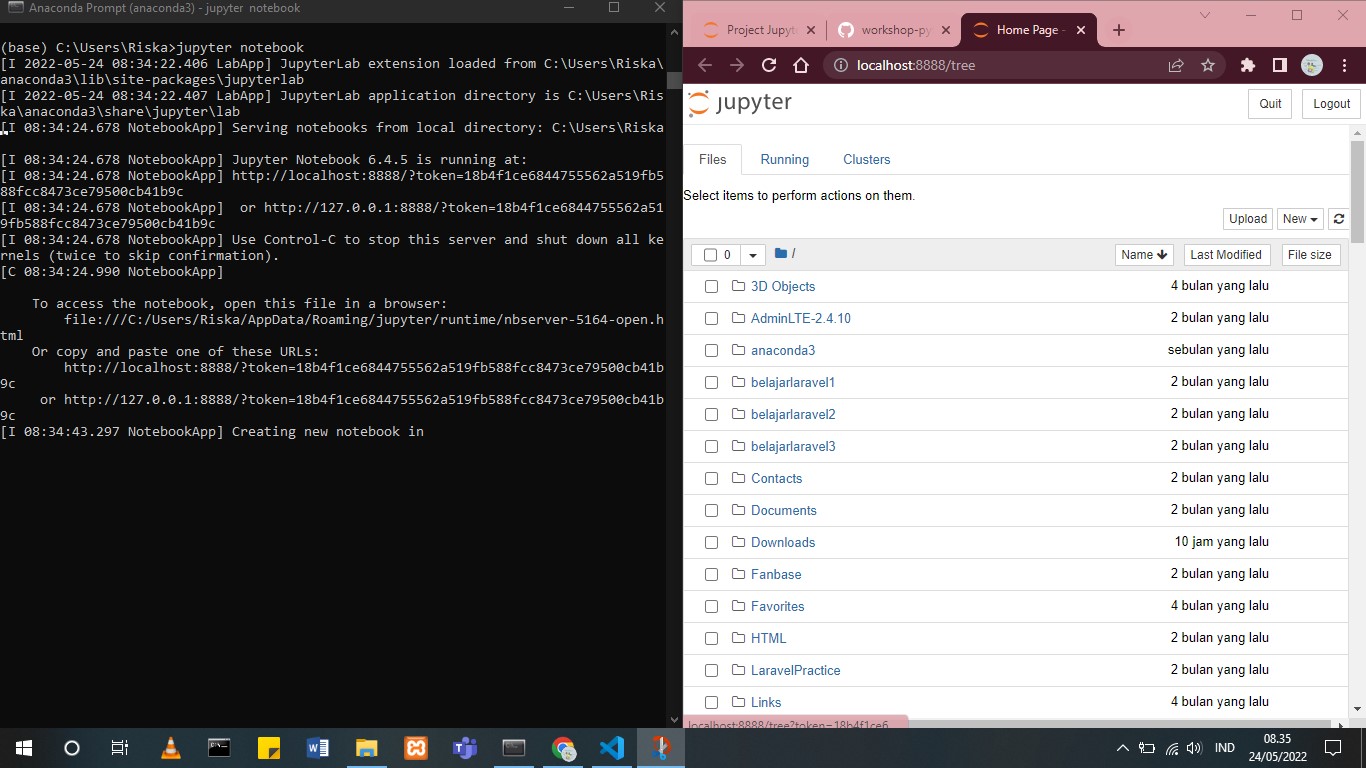 Anaconda Prompt (anaconda3) - jupyter notebook
(base) C:\Users\Riska>jupyter notebook
[I 2022-05-24 08:34:22.406 LabApp] JupyterLab extension loaded from C:\Users\Riska\
anaconda3\lib\site-packages\jupyterlab
[I 2022-05-24 08:34:22.407 LabApp] JupyterLab application directory is C:\Users\Ris
ka\anaconda3\share\jupyter\lab
[I 08:34:24.678 NotebookApp] Serving notebooks from local directory: C:\Users\Riska
[I 08:34:24.678 NotebookApp] Jupyter Notebook 6.4.5 is running at:
[I 08:34:24.678 NotebookApp] http://localhost:8888/?token=18b4f1ce6844755562a519fb5
88fcc8473ce79500cb41b9c
[I 08:34:24.678 NotebookApp]  or http://127.0.0.1:8888/?token=18b4f1ce6844755562a51
9fb588fcc8473ce79500cb41b9c
[I 08:34:24.678 NotebookApp] Use Control-C to stop this server and shut down all ke
rnels (twice to skip confirmation).
[C 08:34:24.990 NotebookApp]
To access the notebook, open this file in a browser:
file:///C:/Users/Riska/AppData/Roaming/jupyter/runtime/nbserver-5164-open.h
tml
Or copy and paste one of these URLs:
http://localhost:8888/?token=18b4f1ce6844755562a519fb588fcc8473ce79500cb41b
9c
or http://127.0.0.1:8888/?token=18b4f1ce6844755562a519fb588fcc8473ce79500cb41b
9c
[I 08:34:43.297 NotebookApp] Creating new notebook in
Project Jupyt
workshop-py
Home Page -
localhost:8888/tree
jupyter
Quit
Logout
Files
Running
Clusters
Select items to perform actions on them.
Upload
New
0
/
Name
Last Modified
File size
3D Objects 4 bulan yang lalu
AdminLTE-2.4.10 2 bulan yang lalu
anaconda3 sebulan yang lalu
belajarlaravel1 2 bulan yang lalu
belajarlaravel2 2 bulan yang lalu
belajarlaravel3 2 bulan yang lalu
Contacts 2 bulan yang lalu
Documents 2 bulan yang lalu
Downloads 10 jam yang lalu
Fanbase 2 bulan yang lalu
Favorites 4 bulan yang lalu
HTML 2 bulan yang lalu
LaravelPractice 2 bulan yang lalu
Links 4 bulan yang lalu
localhost:8888/tree?token=18b4f1ce6...
IND
08.35
24/05/2022